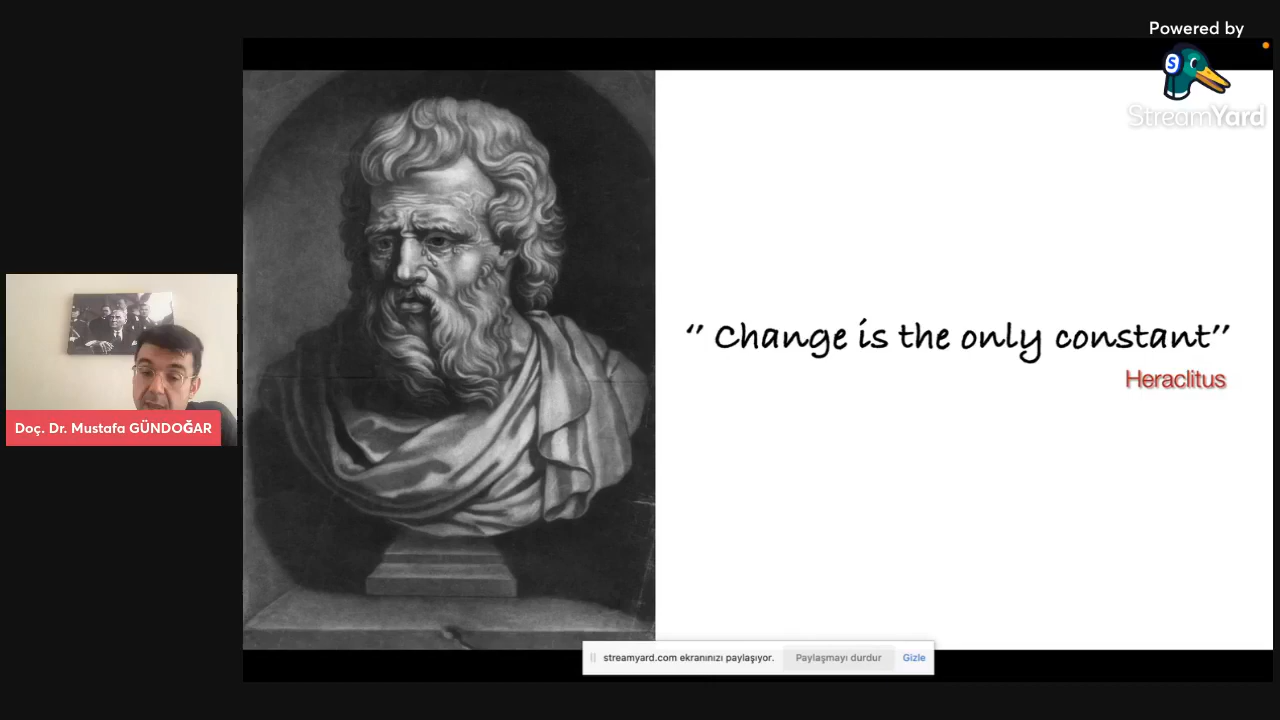 Powered by
StreamYard
‘’ Change is the only constant’’
Heraclitus
Doç. Dr. Mustafa GÜNDOĞAR
streamyard.com ekranınızı paylaşıyor. Paylaşmayı durdur Gizle